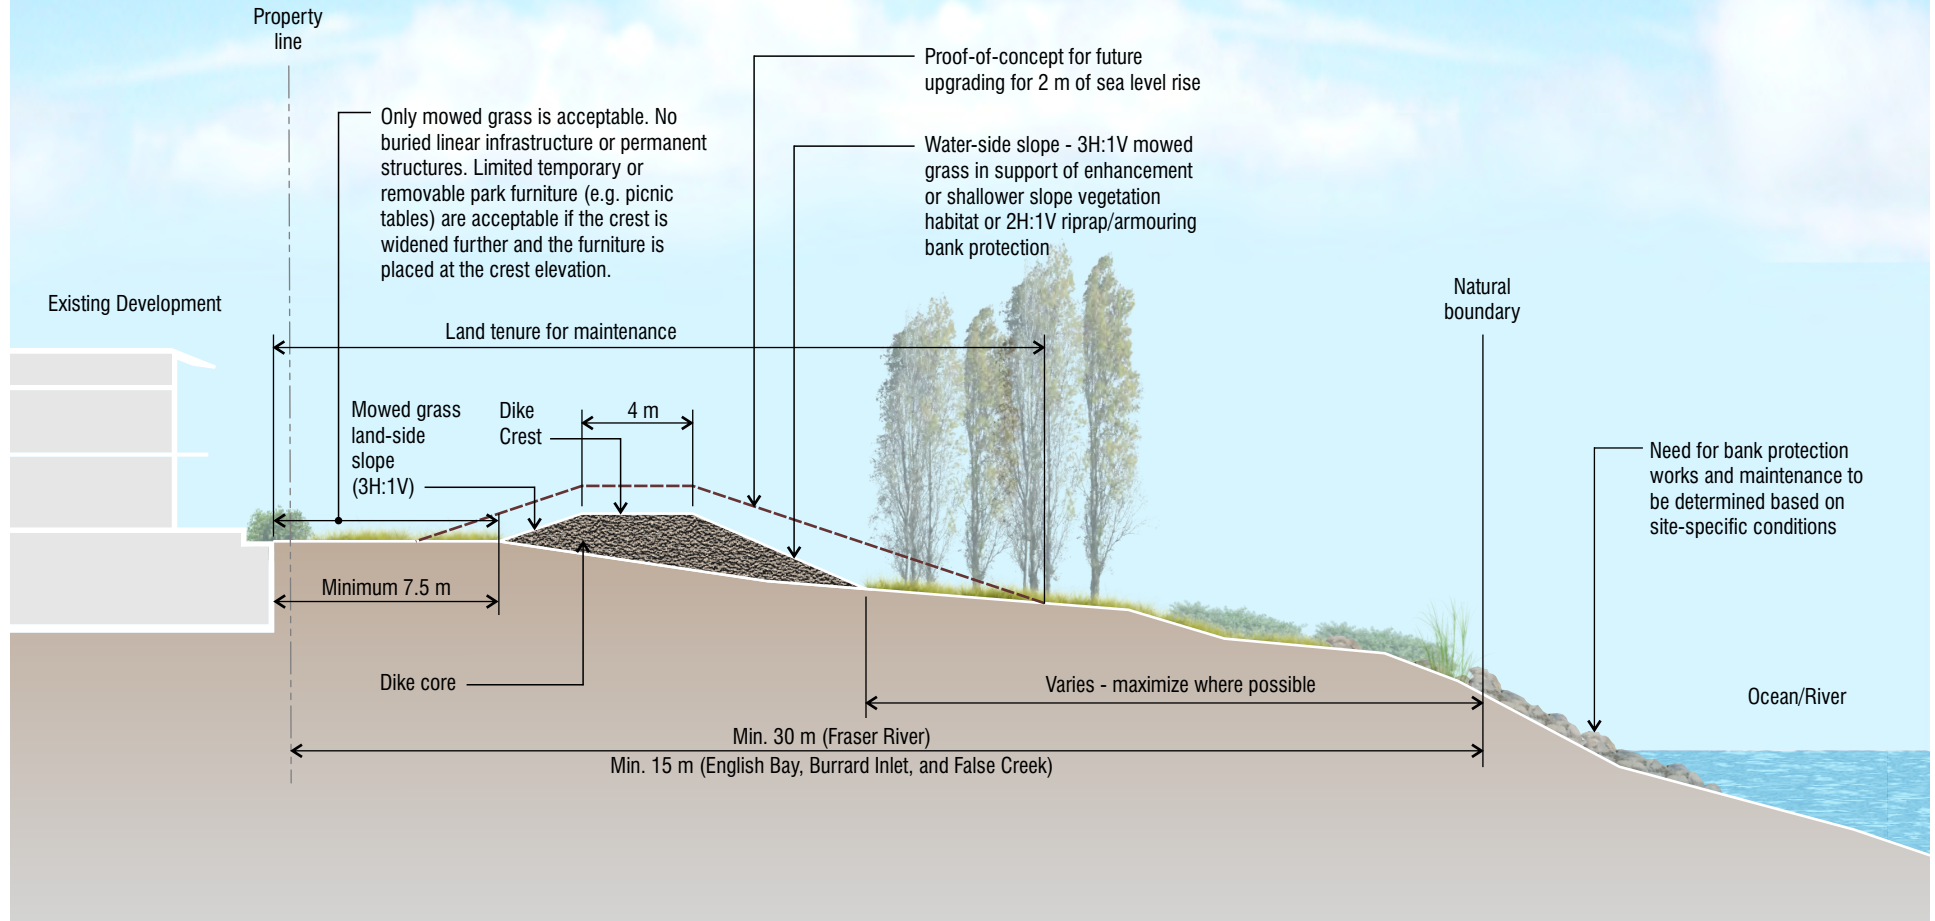 Property
line
Proof-of-concept for future
upgrading for 2 m of sea level rise
Only mowed grass is acceptable. No
buried linear infrastructure or permanent
structures. Limited temporary or
removable park furniture (e.g. picnic
tables) are acceptable if the crest is
widened further and the furniture is
placed at the crest elevation.
Water-side slope - 3H:1V mowed
grass in support of enhancement
or shallower slope vegetation
habitat or 2H:1V riprap/armouring
bank protection
Existing Development
Natural
boundary
Land tenure for maintenance
Mowed grass
land-side
slope
(3H:1V)
Dike
Crest
4 m
Need for bank protection
works and maintenance to
be determined based on
site-specific conditions
Minimum 7.5 m
Dike core
Varies - maximize where possible
Ocean/River
Min. 30 m (Fraser River)
Min. 15 m (English Bay, Burrard Inlet, and False Creek)